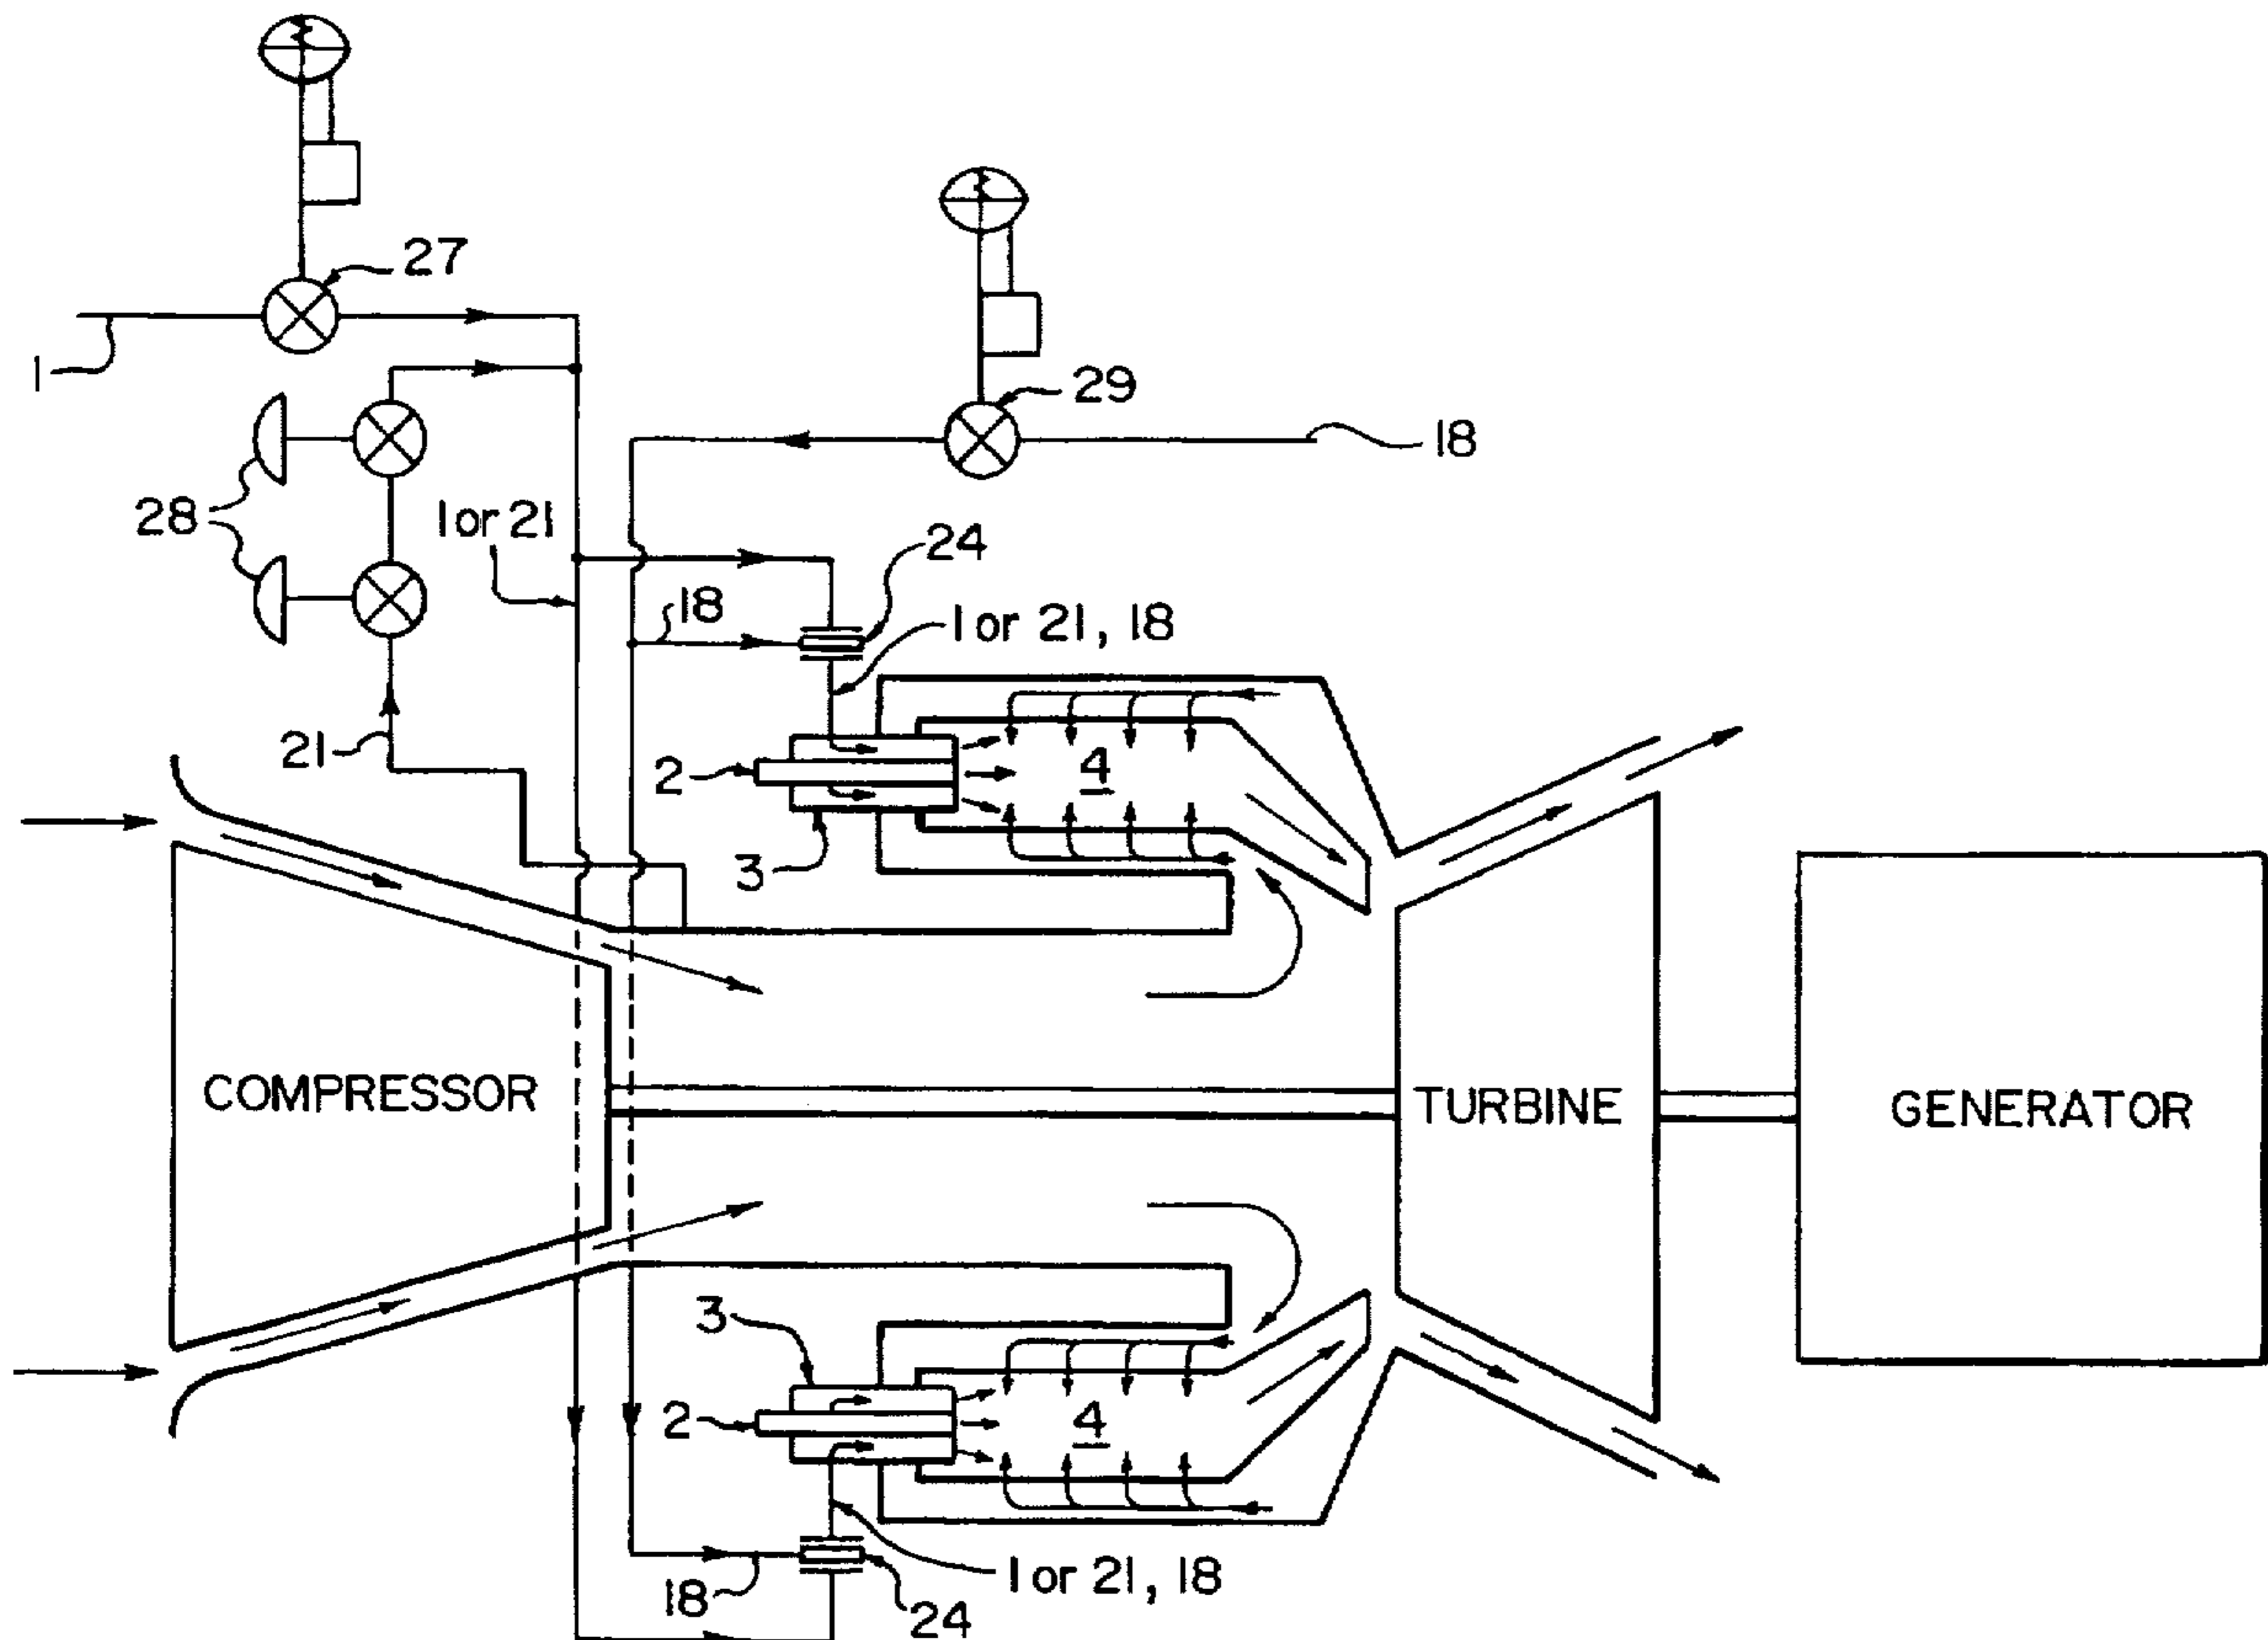 27
1
29
18
28
1 or 21
24
18
1 or 21, 18
21
2
4
3
COMPRESSOR
TURBINE
GENERATOR
3
2
4
18
1 or 21, 18
24